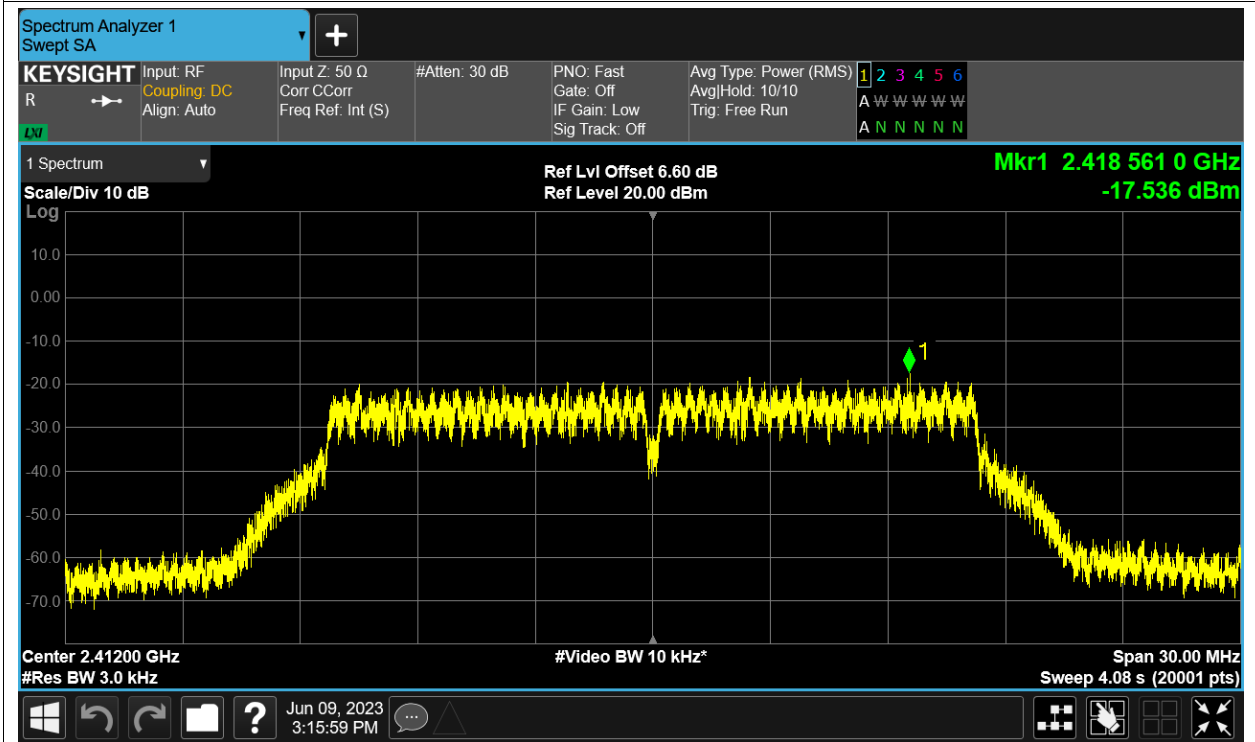 Spectrum Analyzer 1
Swept SA
+
KEYSIGHT
R
LXI
Input: RF
Coupling: DC
Align: Auto
Input Z: 50 Ω
Corr CCorr
Freq Ref: Int (S)
#Atten: 30 dB
PNO: Fast
Gate: Off
IF Gain: Low
Sig Track: Off
Avg Type: Power (RMS)
Avg|Hold: 10/10
Trig: Free Run
1 2 3 4 5 6
A W W W W W
A N N N N N
1 Spectrum
Scale/Div 10 dB
Ref Lvl Offset 6.60 dB
Ref Level 20.00 dBm
Mkr1 2.418 561 0 GHz
-17.536 dBm
Log
10.0
0.00
-10.0
1
-20.0
-30.0
-40.0
-50.0
-60.0
-70.0
Center 2.41200 GHz
#Video BW 10 kHz*
Span 30.00 MHz
#Res BW 3.0 kHz
Sweep 4.08 s (20001 pts)
?
Jun 09, 2023
3:15:59 PM